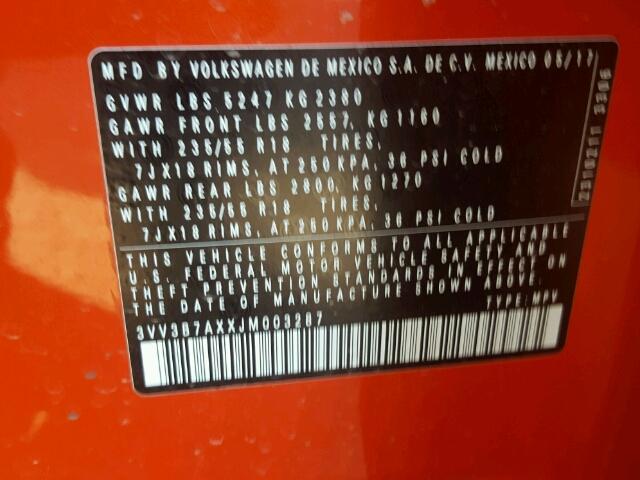 MFD BY VOLKSWAGEN DE MEXICO S.A. DE C.V. MEXICO 05/17
GVWR LBS 5247 KG 2380
GAWR FRONT LBS 2557, KG 1160
WITH 235/55 R18 TIRES,
7JX18 RIMS, AT 250 KPA, 36 PSI COLD
GAWR REAR LBS 2800, KG 1270
WITH 235/55 R18 TIRES,
7JX18 RIMS, AT 250 KPA, 36 PSI COLD
THIS VEHICLE CONFORMS TO ALL APPLICABLE
U.S. FEDERAL MOTOR VEHICLE SAFETY AND
THEFT PREVENTION STANDARDS IN EFFECT ON
THE DATE OF MANUFACTURE SHOWN ABOVE.
TYPE: MPV
3VV3B7AXXJM003287